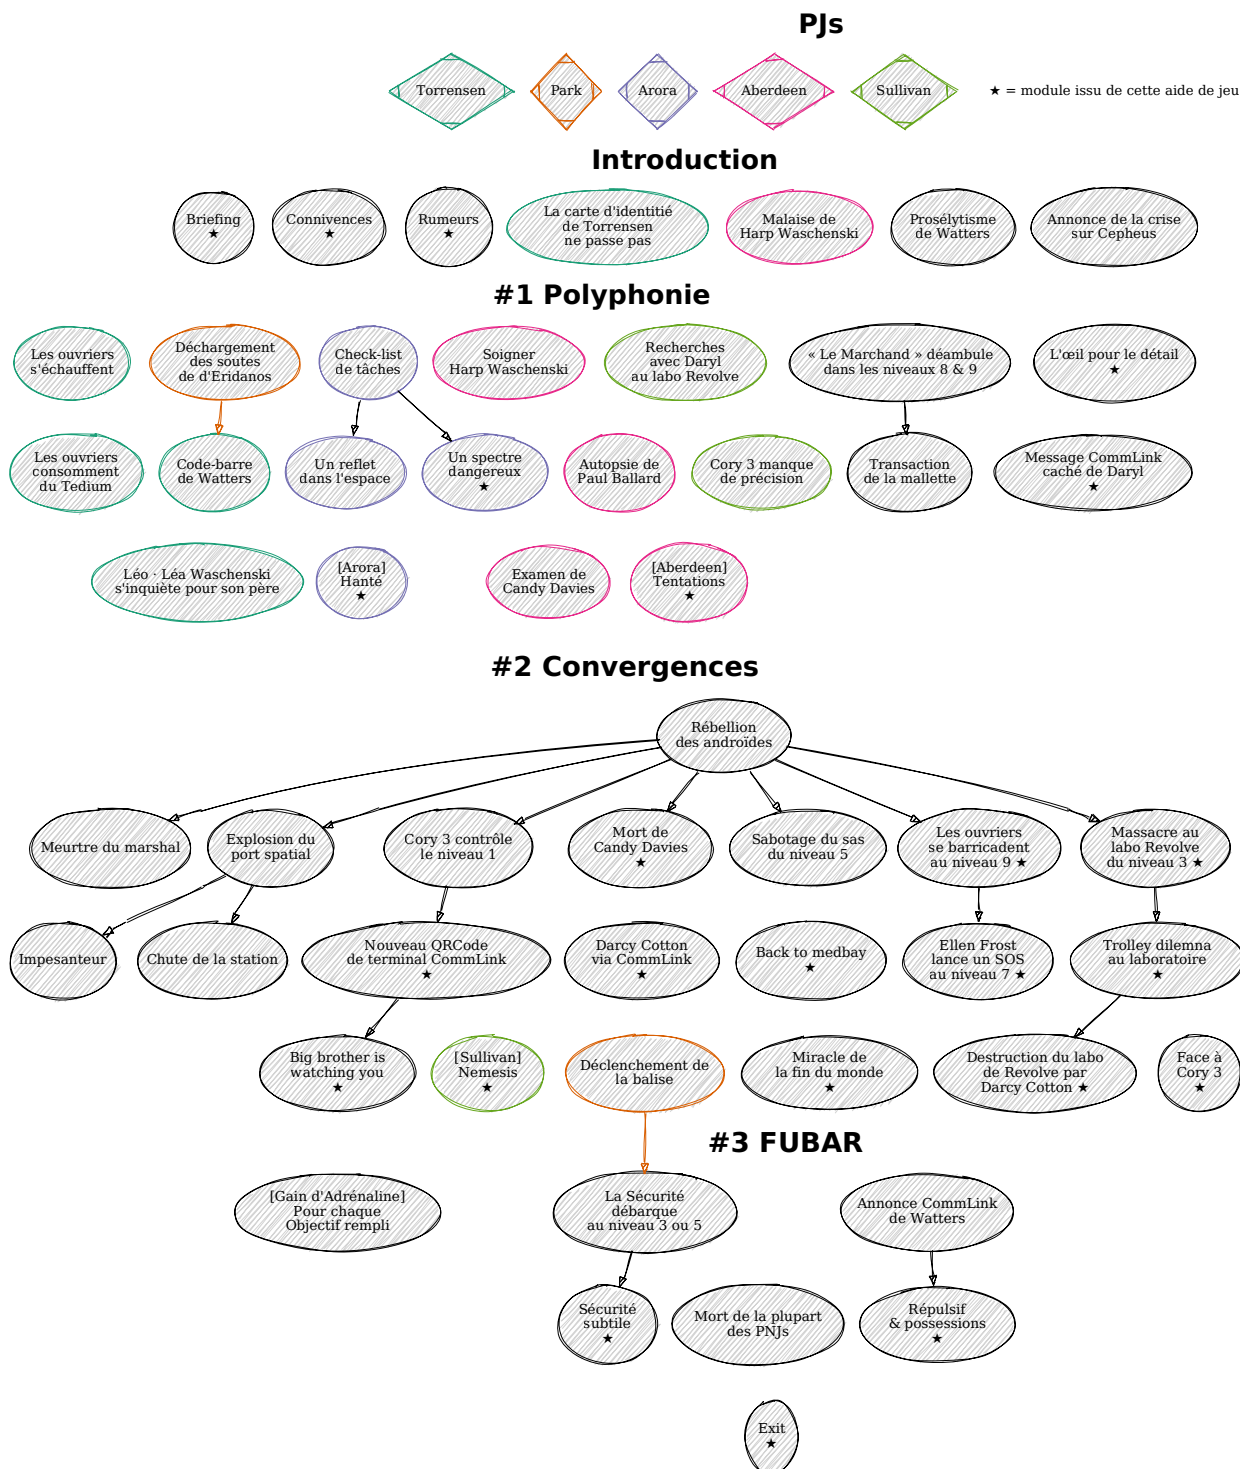 PJs
Torrensen
Park
Arora
Aberdeen
Sullivan
★ = module issu de cette aide de jeu
Introduction
Briefing
★
Connivences
★
Rumeurs
★
La carte d'identitié
de Torrensen
ne passe pas
Malaise de
Harp Waschenski
Prosélytisme
de Watters
Annonce de la crise
sur Cepheus
#1 Polyphonie
Les ouvriers
s'échauffent
Déchargement
des soutes
de d'Eridanos
Check-list
de tâches
Soigner
Harp Waschenski
Recherches
avec Daryl
au labo Revolve
« Le Marchand » déambule
dans les niveaux 8 & 9
L'œil pour le détail
★
Les ouvriers
consomment
du Tedium
Code-barre
de Watters
Un reflet
dans l'espace
Un spectre
dangereux
★
Autopsie de
Paul Ballard
Cory 3 manque
de précision
Transaction
de la mallette
Message CommLink
caché de Daryl
★
Léo · Léa Waschenski
s'inquiète pour son père
[Arora]
Hanté
★
Examen de
Candy Davies
[Aberdeen]
Tentations
★
#2 Convergences
Rébellion
des androïdes
Meurtre du marshal
Explosion du
port spatial
Cory 3 contrôle
le niveau 1
Mort de
Candy Davies
★
Sabotage du sas
du niveau 5
Les ouvriers
se barricadent
au niveau 9 ★
Massacre au
labo Revolve
du niveau 3 ★
Impesanteur
Chute de la station
Nouveau QRCode
de terminal CommLink
★
Darcy Cotton
via CommLink
★
Back to medbay
★
Ellen Frost
lance un SOS
au niveau 7 ★
Trolley dilemna
au laboratoire
★
Big brother is
watching you
★
[Sullivan]
Nemesis
★
Déclenchement de
la balise
Miracle de
la fin du monde
★
Destruction du labo
de Revolve par
Darcy Cotton ★
Face à
Cory 3
★
#3 FUBAR
[Gain d'Adrénaline]
Pour chaque
Objectif rempli
La Sécurité
débarque
au niveau 3 ou 5
Annonce CommLink
de Watters
Sécurité
subtile
★
Mort de la plupart
des PNJs
Répulsif
& possessions
★
Exit
★